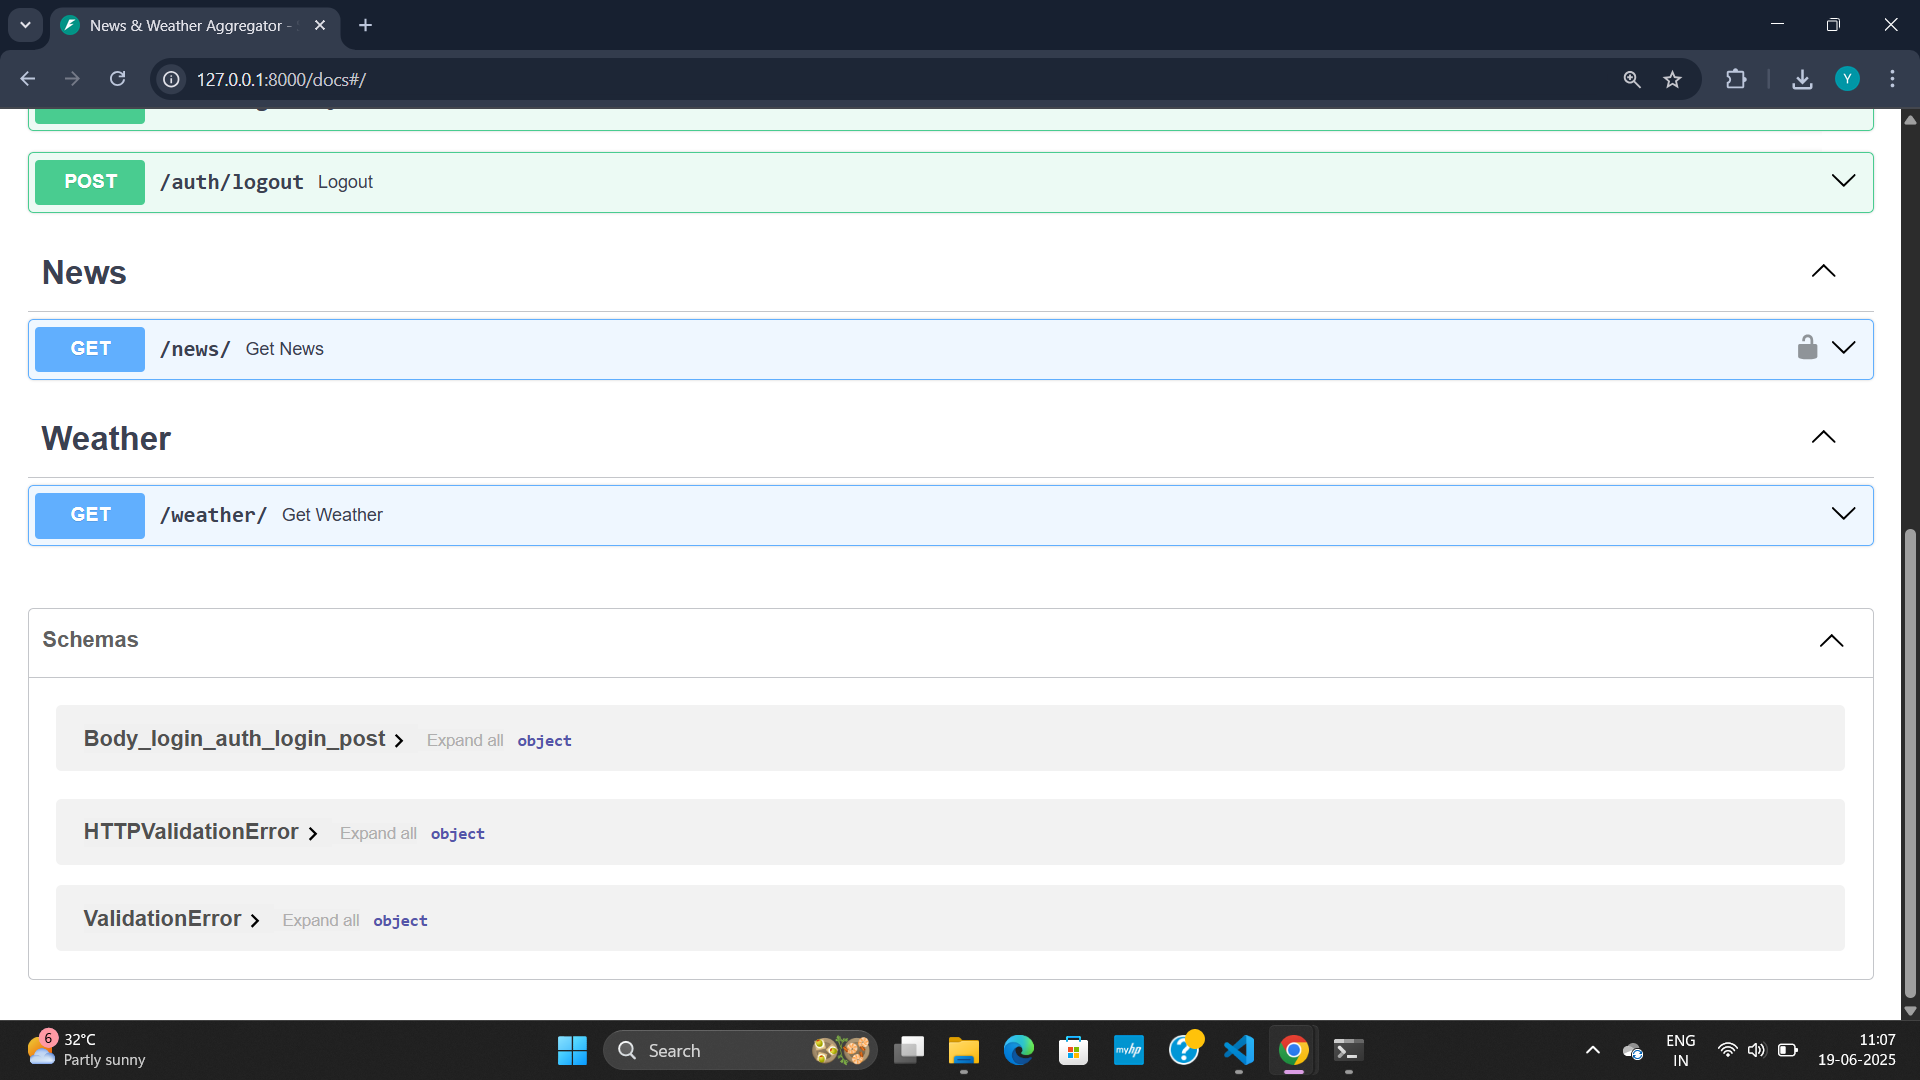 News & Weather Aggregator -
127.0.0.1:8000/docs#/
Y
POST /auth/logout Logout
News
GET /news/ Get News
Weather
GET /weather/ Get Weather
Schemas
Body_login_auth_login_post Expand all object
HTTPValidationError Expand all object
ValidationError Expand all object
6
32°C
Partly sunny
Search
myhp
ENG
IN
11:07
19-06-2025